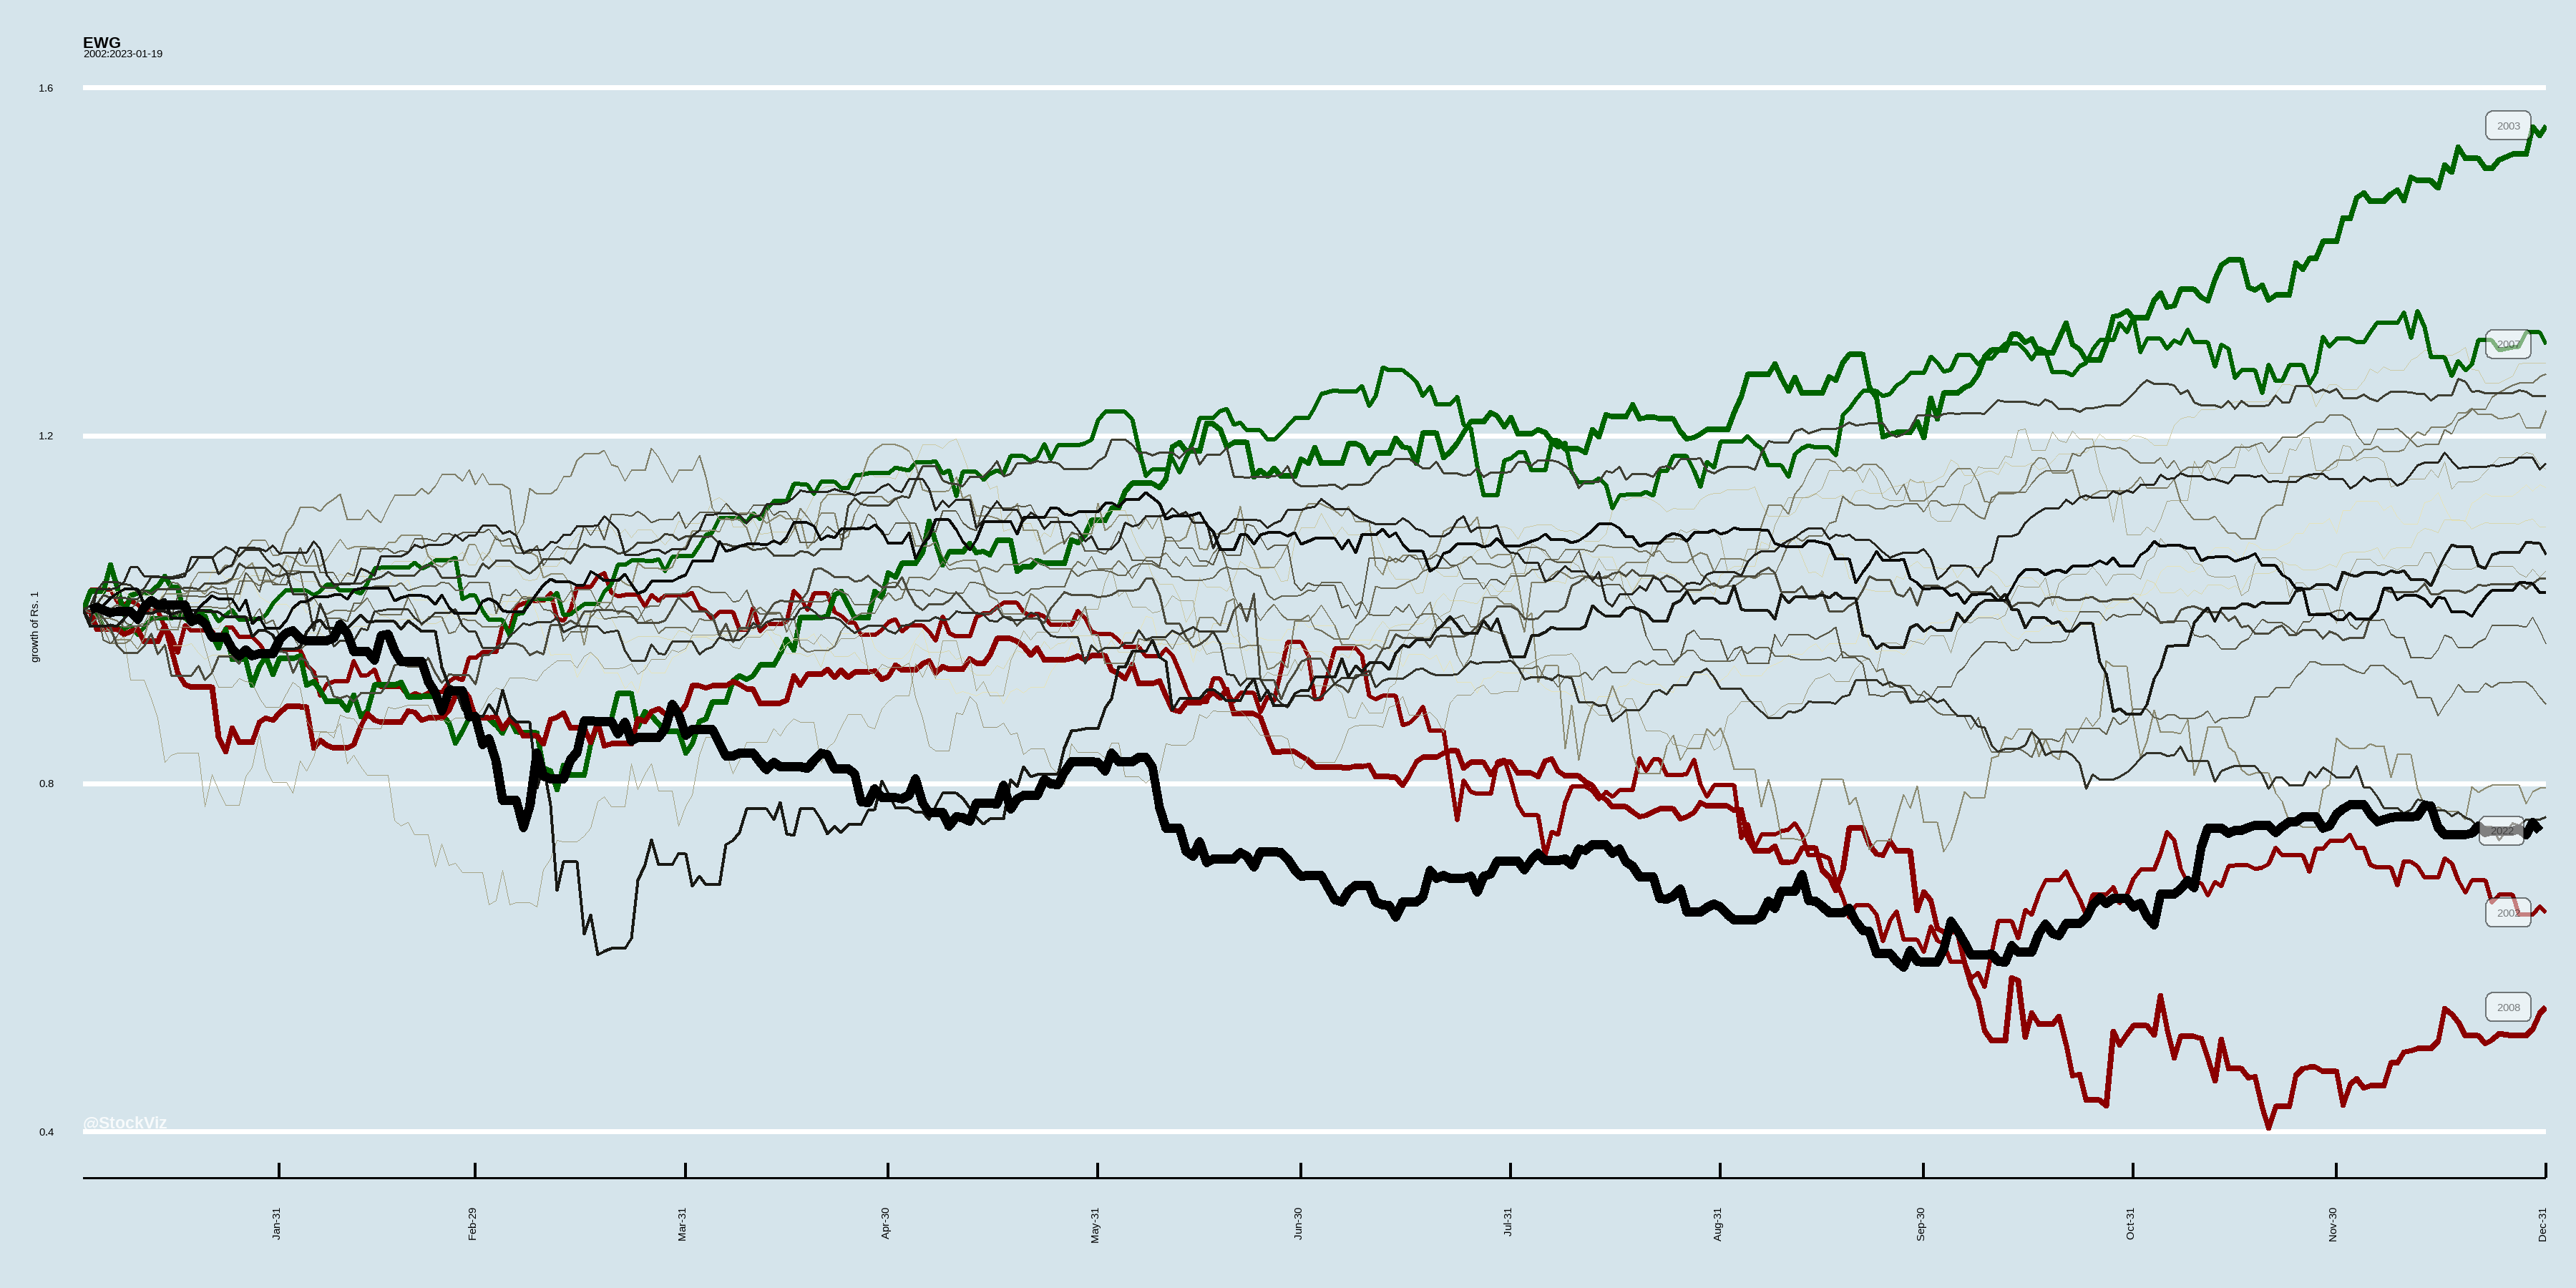 EWG
2002:2023-01-19
growth of Rs. 1
1.6
1.2
0.8
0.4
2003
2007
2022
2002
2008
@StockViz
Jan-31
Feb-29
Mar-31
Apr-30
May-31
Jun-30
Jul-31
Aug-31
Sep-30
Oct-31
Nov-30
Dec-31